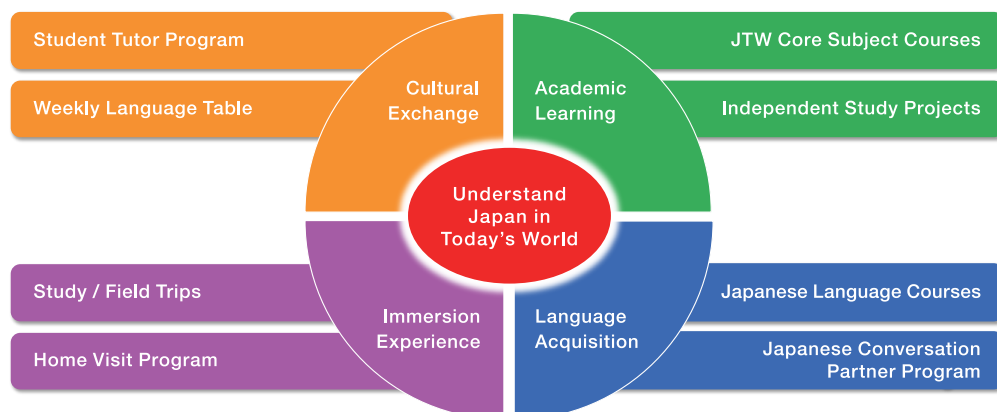 Student Tutor Program
Weekly Language Table
Cultural
Exchange
Academic
Learning
JTW Core Subject Courses
Independent Study Projects
Understand
Japan in
Today's World
Study / Field Trips
Home Visit Program
Immersion
Experience
Language
Acquisition
Japanese Language Courses
Japanese Conversation
Partner Program